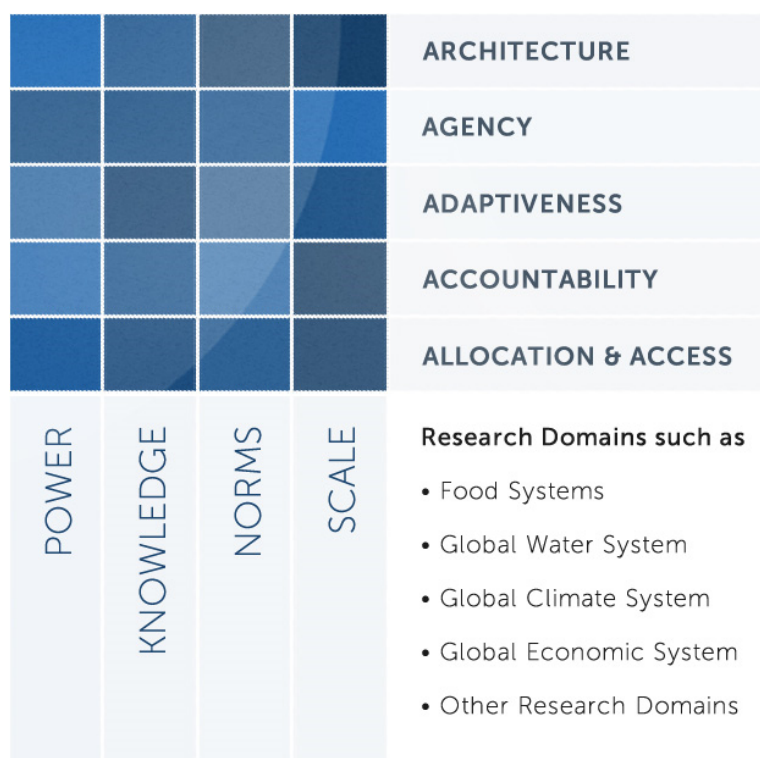 ARCHITECTURE
AGENCY
ADAPTIVENESS
ACCOUNTABILITY
ALLOCATION & ACCESS
POWER
KNOWLEDGE
NORMS
SCALE
Research Domains such as
• Food Systems
• Global Water System
• Global Climate System
• Global Economic System
• Other Research Domains